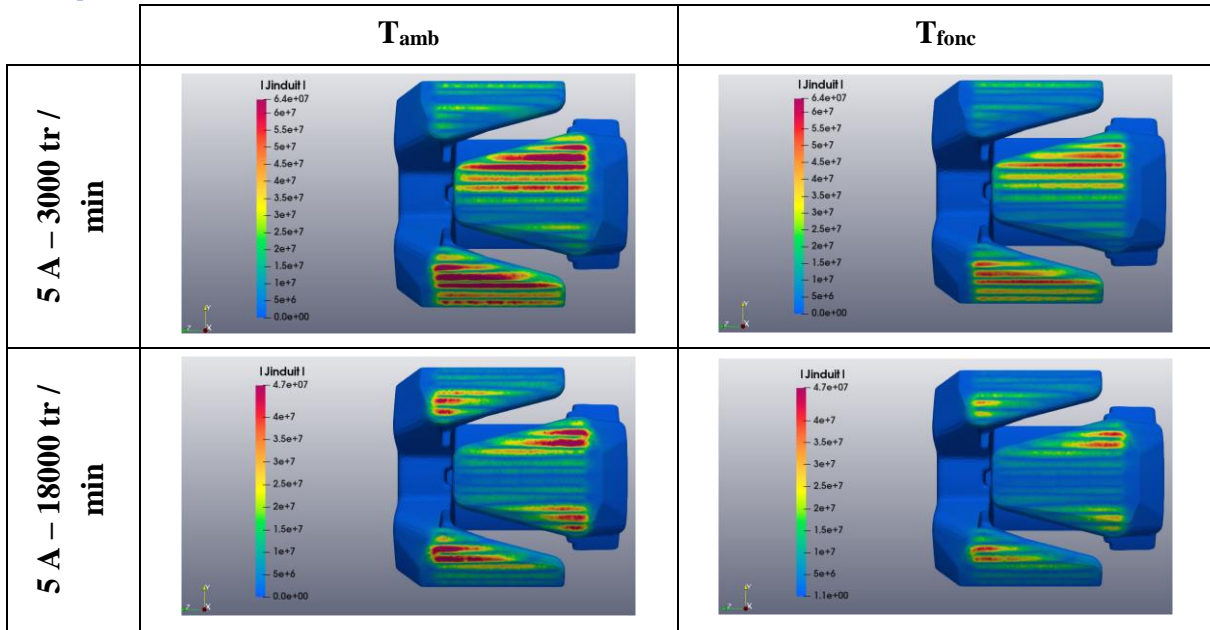 T_amb
T_fonc
5 A – 3000 tr / min
|Jinduit|
6.4e+07
6e+7
5.5e+7
5e+7
4.5e+7
4e+7
3.5e+7
3e+7
2.5e+7
2e+7
1.5e+7
1e+7
5e+6
0.0e+00
Y
Z
X
|Jinduit|
6.4e+07
6e+7
5.5e+7
5e+7
4.5e+7
4e+7
3.5e+7
3e+7
2.5e+7
2e+7
1.5e+7
1e+7
5e+6
0.0e+00
Y
Z
X
5 A – 18000 tr / min
|Jinduit|
4.7e+07
4e+7
3.5e+7
3e+7
2.5e+7
2e+7
1.5e+7
1e+7
5e+6
0.0e+00
Y
Z
X
|Jinduit|
4.7e+07
4e+7
3.5e+7
3e+7
2.5e+7
2e+7
1.5e+7
1e+7
5e+6
1.1e+00
Y
Z
X